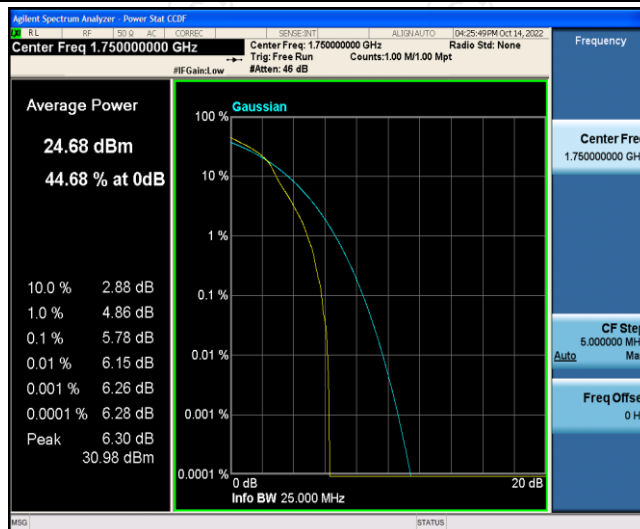 Agilent Spectrum Analyzer - Power Stat CCDF
RL RF 50 Ω AC CORREC SENSE:INT ALIGNAUTO 04:25:49PM Oct 14, 2022
Center Freq 1.750000000 GHz Center Freq: 1.750000000 GHz Radio Std: None
Trig: Free Run Counts:1.00 M/1.00 Mpt
#IFGain:Low #Atten: 46 dB
Frequency
Average Power
24.68 dBm
44.68 % at 0dB
10.0 % 2.88 dB
1.0 % 4.86 dB
0.1 % 5.78 dB
0.01 % 6.15 dB
0.001 % 6.26 dB
0.0001 % 6.28 dB
Peak 6.30 dB
30.98 dBm
Gaussian
100 %
10 %
1 %
0.1 %
0.01 %
0.001 %
0.0001 %
0 dB 20 dB
Info BW 25.000 MHz
Center Fre
1.750000000 GH
CF Step
5.000000 MH
Auto Ma
Freq Offse
0 H
MSG STATUS